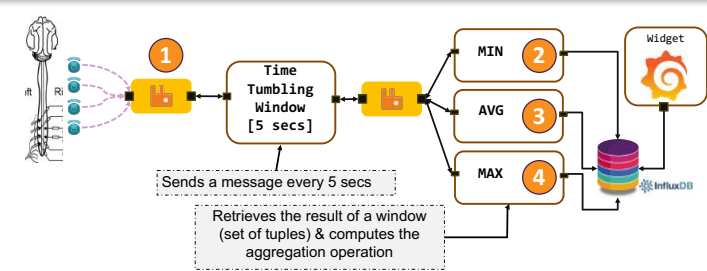 Widget
1
MIN
2
Time
Tumbling
Window
[5 secs]
AVG
3
MAX
4
Sends a message every 5 secs
InfluxDB
Retrieves the result of a window
(set of tuples) & computes the
aggregation operation